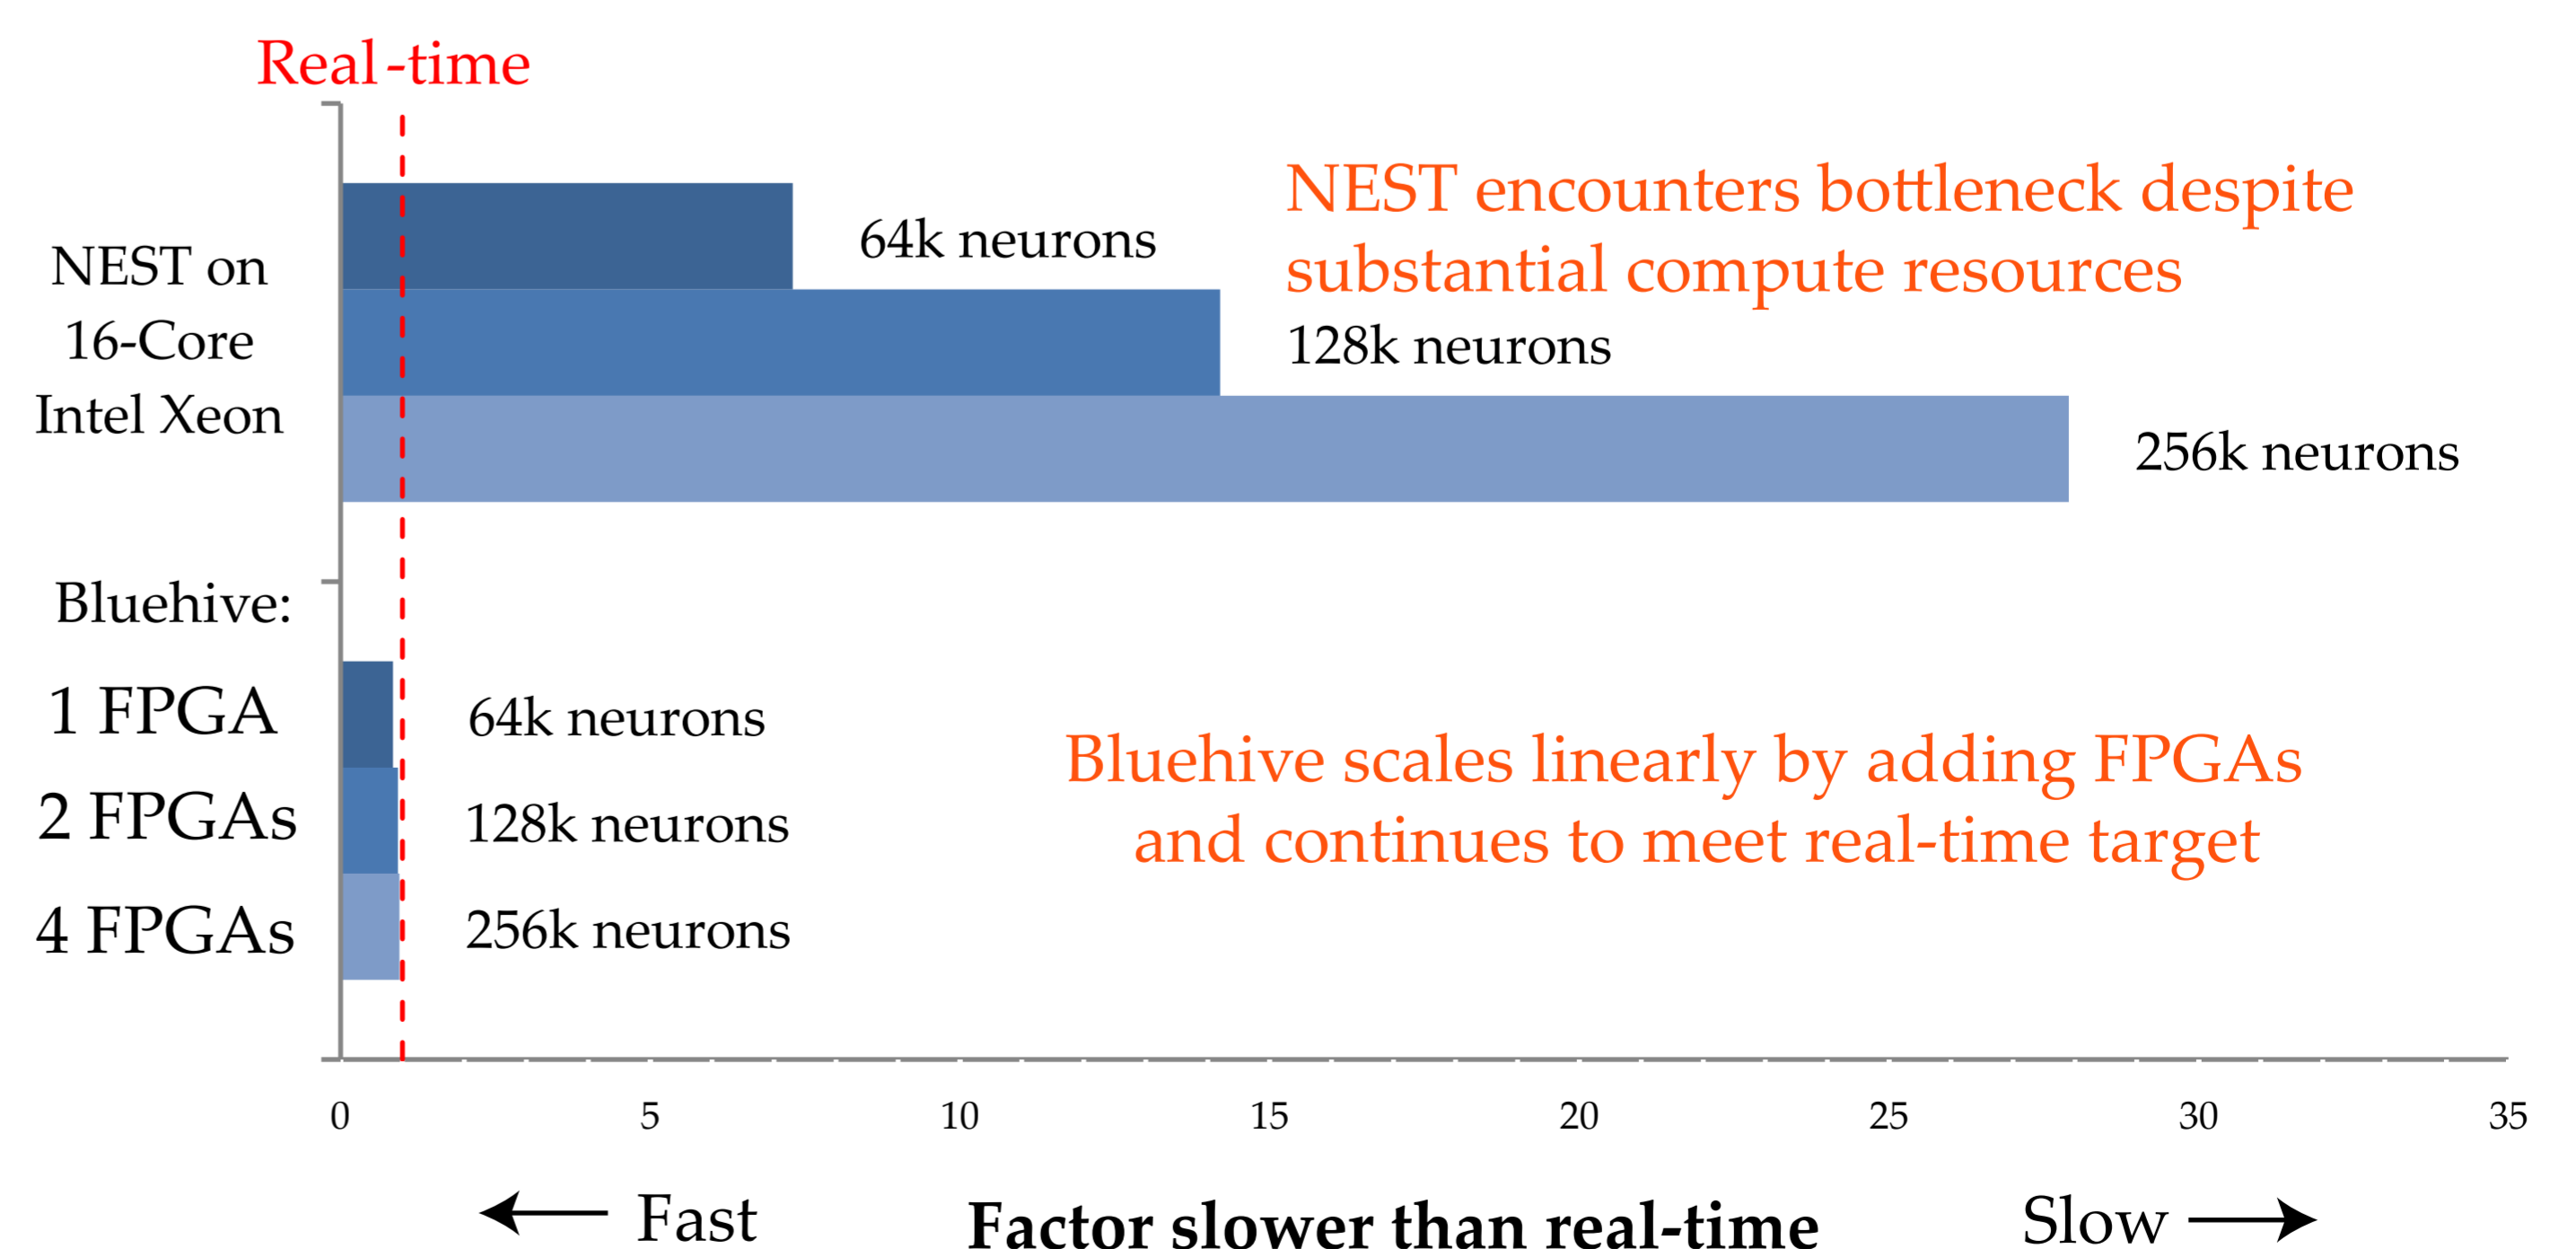 Real-time
NEST on
16-Core
Intel Xeon
64k neurons
128k neurons
256k neurons
NEST encounters bottleneck despite
substantial compute resources
Bluehive:
1 FPGA
2 FPGAs
4 FPGAs
64k neurons
128k neurons
256k neurons
Bluehive scales linearly by adding FPGAs
and continues to meet real-time target
0 5 10 15 20 25 30 35
Fast Factor slower than real-time Slow